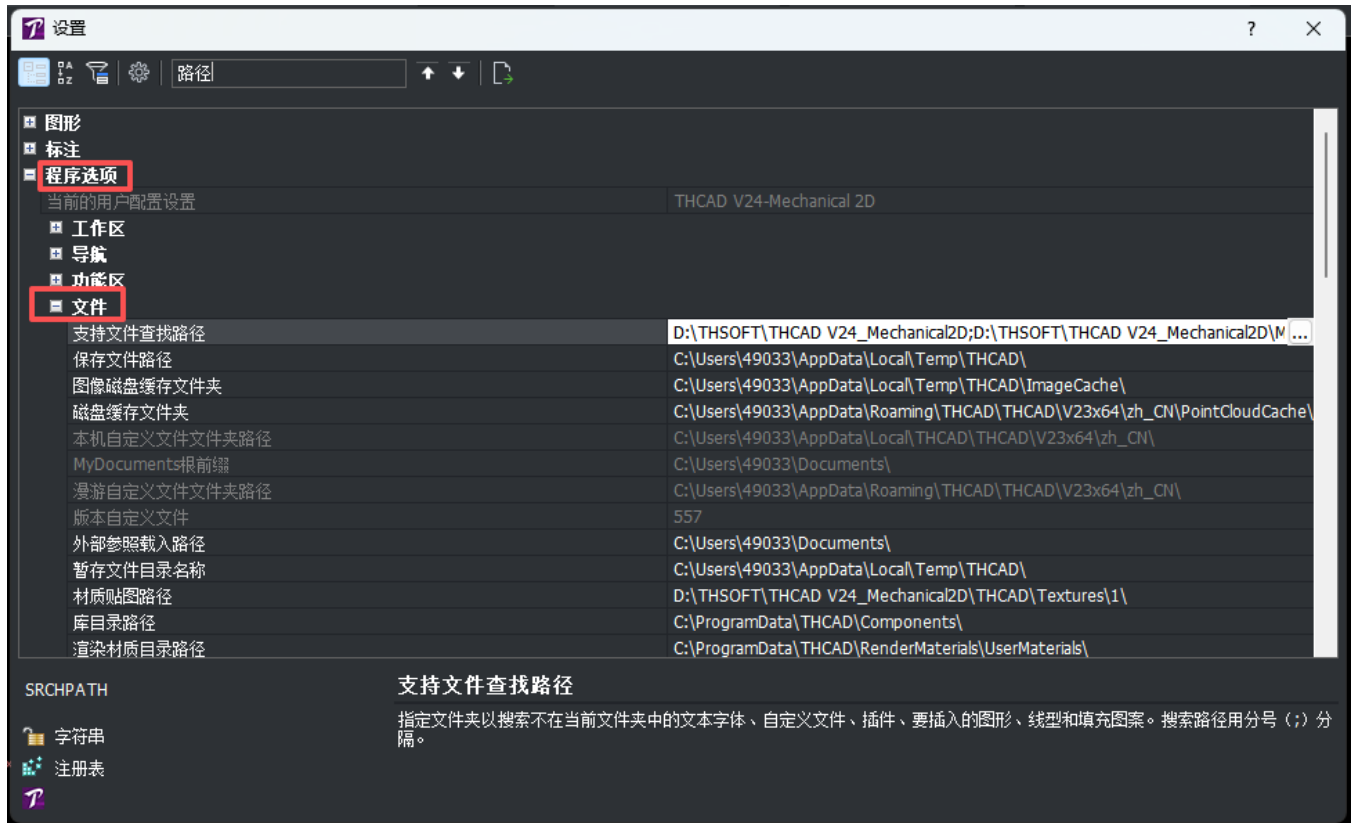 设置
?
路径
图形
标注
程序选项
当前的用户配置设置 THCAD V24-Mechanical 2D
工作区
导航
功能区
文件
支持文件查找路径 D:\THSOFT\THCAD V24_Mechanical2D;D:\THSOFT\THCAD V24_Mechanical2D\M ...
保存文件路径 C:\Users\49033\AppData\Local\Temp\THCAD\
图像磁盘缓存文件夹 C:\Users\49033\AppData\Local\Temp\THCAD\ImageCache\
磁盘缓存文件夹 C:\Users\49033\AppData\Roaming\THCAD\THCAD\V23x64\zh_CN\PointCloudCache\
本机自定义文件文件夹路径 C:\Users\49033\AppData\Local\THCAD\THCAD\V23x64\zh_CN\
MyDocuments根前缀 C:\Users\49033\Documents\
漫游自定义文件文件夹路径 C:\Users\49033\AppData\Roaming\THCAD\THCAD\V23x64\zh_CN\
版本自定义文件 557
外部参照载入路径 C:\Users\49033\Documents\
暂存文件目录名称 C:\Users\49033\AppData\Local\Temp\THCAD\
材质贴图路径 D:\THSOFT\THCAD V24_Mechanical2D\THCAD\Textures\1\
库目录路径 C:\ProgramData\THCAD\Components\
渲染材质目录路径 C:\ProgramData\THCAD\RenderMaterials\UserMaterials\
SRCHPATH
支持文件查找路径
指定文件夹以搜索不在当前文件夹中的文本字体、自定义文件、插件、要插入的图形、线型和填充图案。搜索路径用分号（;）分
隔。
字符串
注册表